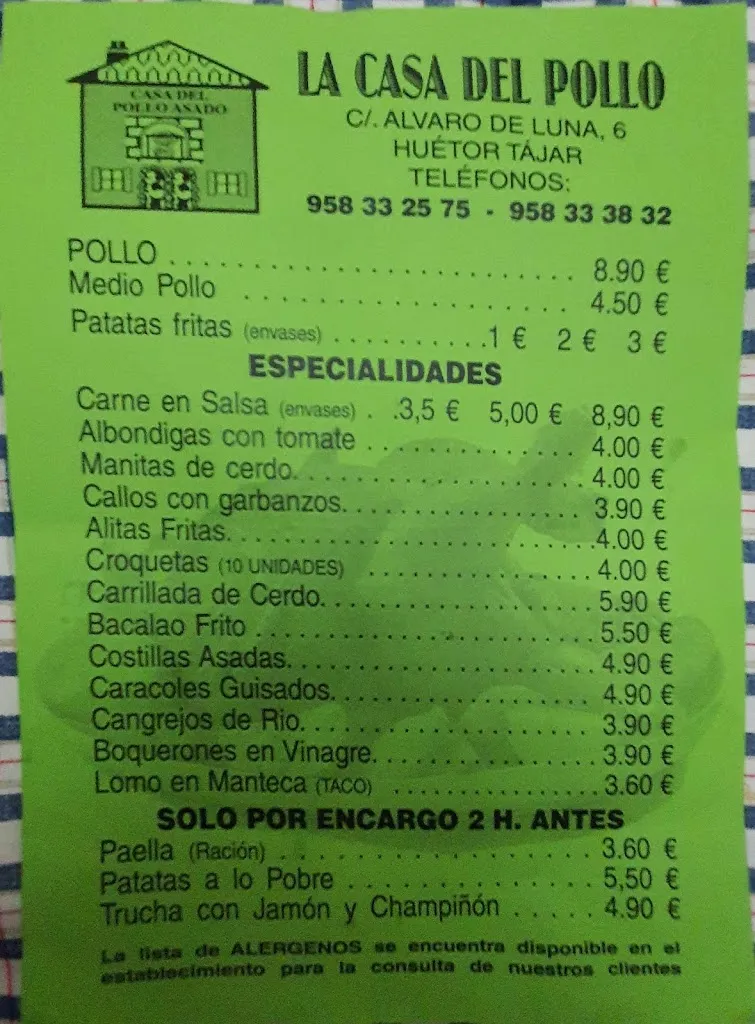 CASA DEL
POLLO ASADO
LA CASA DEL POLLO
C/. ALVARO DE LUNA, 6
HUÉTOR TÁJAR
TELÉFONOS:
958 33 25 75 - 958 33 38 32
POLLO . . . . . . . . . . . . . . . . . . . . . . . . . . 8.90 €
Medio Pollo . . . . . . . . . . . . . . . . . . . . . 4.50 €
Patatas fritas (envases) . . . . . . . . . . .1 € 2 € 3 €
ESPECIALIDADES
Carne en Salsa (envases) . .3,5 € 5,00 € 8,90 €
Albondigas con tomate . . . . . . . . . . . . . 4.00 €
Manitas de cerdo. . . . . . . . . . . . . . . . . . 4.00 €
Callos con garbanzos. . . . . . . . . . . . . . . 3.90 €
Alitas Fritas. . . . . . . . . . . . . . . . . . . . . . .4.00 €
Croquetas (10 UNIDADES) . . . . . . . . . . . . . 4.00 €
Carrillada de Cerdo. . . . . . . . . . . . . . . . 5.90 €
Bacalao Frito . . . . . . . . . . . . . . . . . . . . 5.50 €
Costillas Asadas. . . . . . . . . . . . . . . . . . 4.90 €
Caracoles Guisados. . . . . . . . . . . . . . . . 4.90 €
Cangrejos de Rio. . . . . . . . . . . . . . . . . . 3.90 €
Boquerones en Vinagre. . . . . . . . . . . . . 3.90 €
Lomo en Manteca (TACO) . . . . . . . . . . . . 3.60 €
SOLO POR ENCARGO 2 H. ANTES
Paella (Ración) . . . . . . . . . . . . . . . . . . 3.60 €
Patatas a lo Pobre . . . . . . . . . . . . . . 5,50 €
Trucha con Jamón y Champiñón . . . . . 4.90 €
La lista de ALERGENOS se encuentra disponible en el
establecimiento para la consulta de nuestros clientes